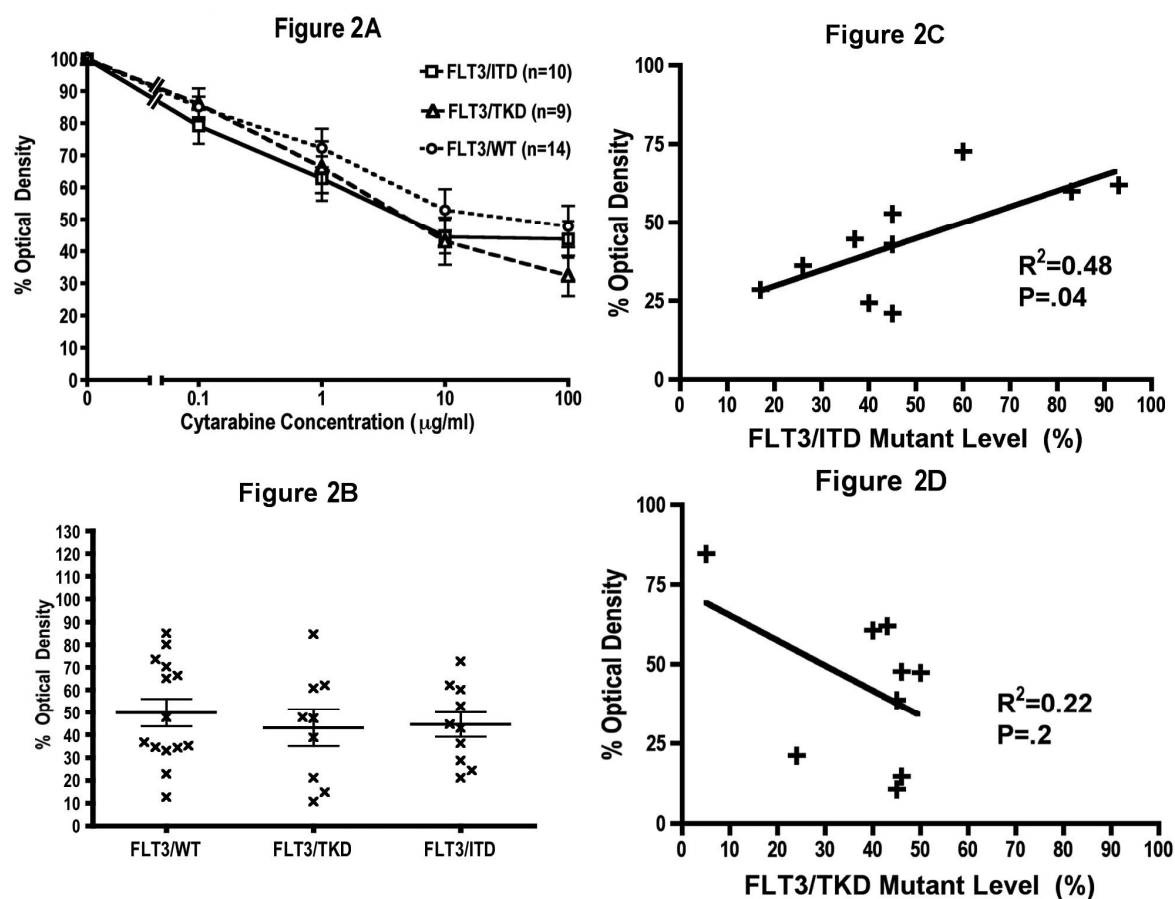 Figure 2A
% Optical Density
100
90
80
70
60
50
40
30
20
10
0
FLT3/ITD (n=10)
FLT3/TKD (n=9)
FLT3/WT (n=14)
0 0.1 1 10 100
Cytarabine Concentration (μg/ml)
Figure 2C
% Optical Density
100
75
50
25
0
R²=0.48
P=.04
0 10 20 30 40 50 60 70 80 90 100
FLT3/ITD Mutant Level (%)
Figure 2B
% Optical Density
130
120
110
100
90
80
70
60
50
40
30
20
10
0
FLT3/WT FLT3/TKD FLT3/ITD
Figure 2D
% Optical Density
100
75
50
25
0
R²=0.22
P=.2
0 10 20 30 40 50 60 70 80 90 100
FLT3/TKD Mutant Level (%)